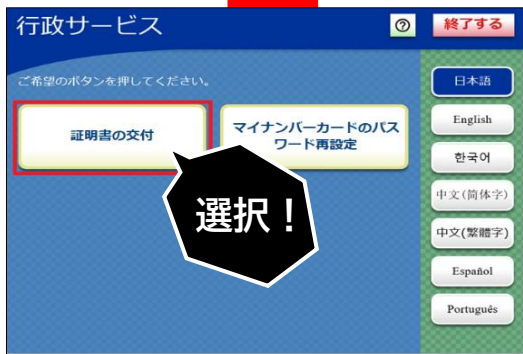 行政サービス
?
終了する
ご希望のボタンを押してください。
証明書の交付
マイナンバーカードのパス
ワード再設定
選択！
日本語
English
한국어
中文(简体字)
中文(繁體字)
Español
Português